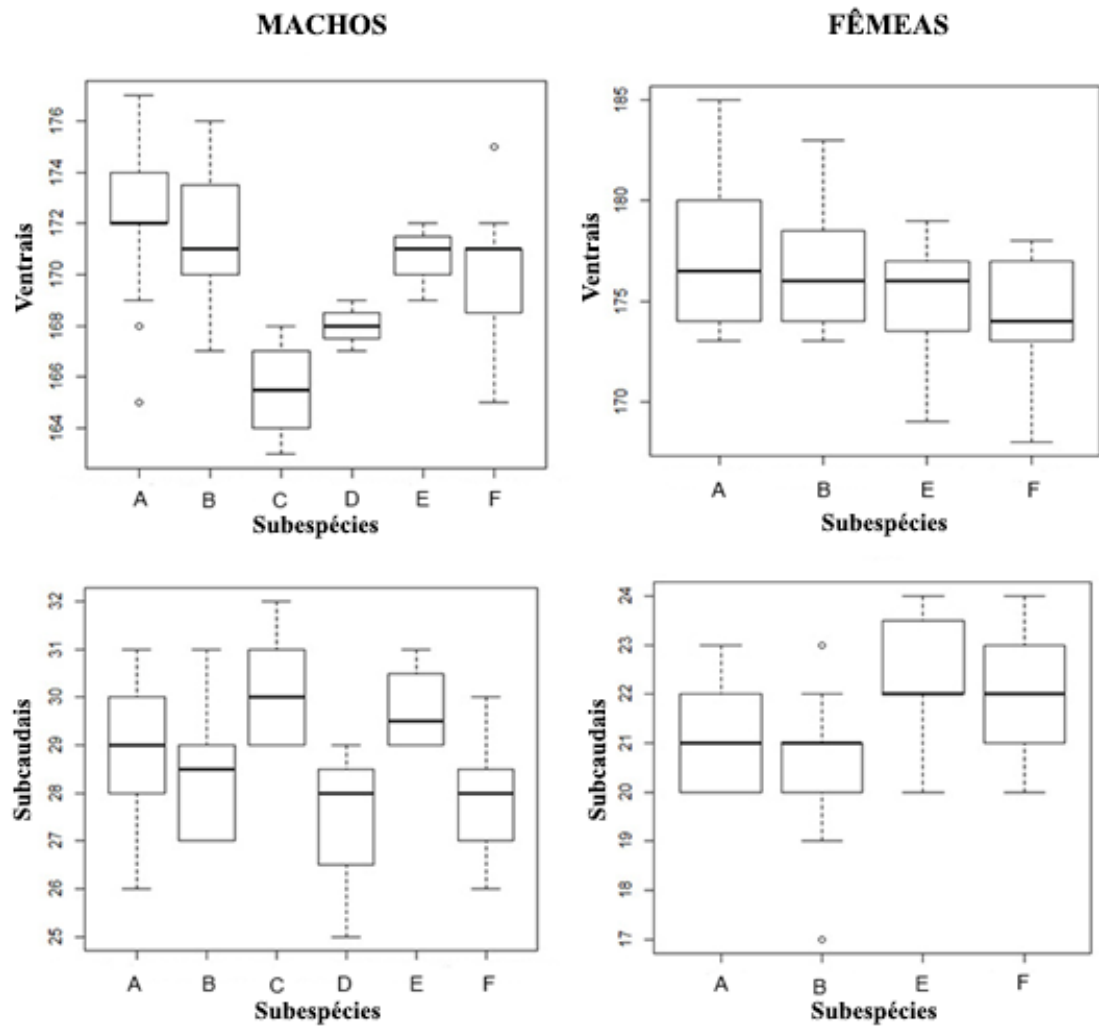 MACHOS
FÊMEAS
Ventrais
176
174
172
170
168
166
164
A B C D E F
Subespécies
Ventrais
185
180
175
170
A B E F
Subespécies
Subcaudais
32
31
30
29
28
27
26
25
A B C D E F
Subespécies
Subcaudais
24
23
22
21
20
19
18
17
A B E F
Subespécies